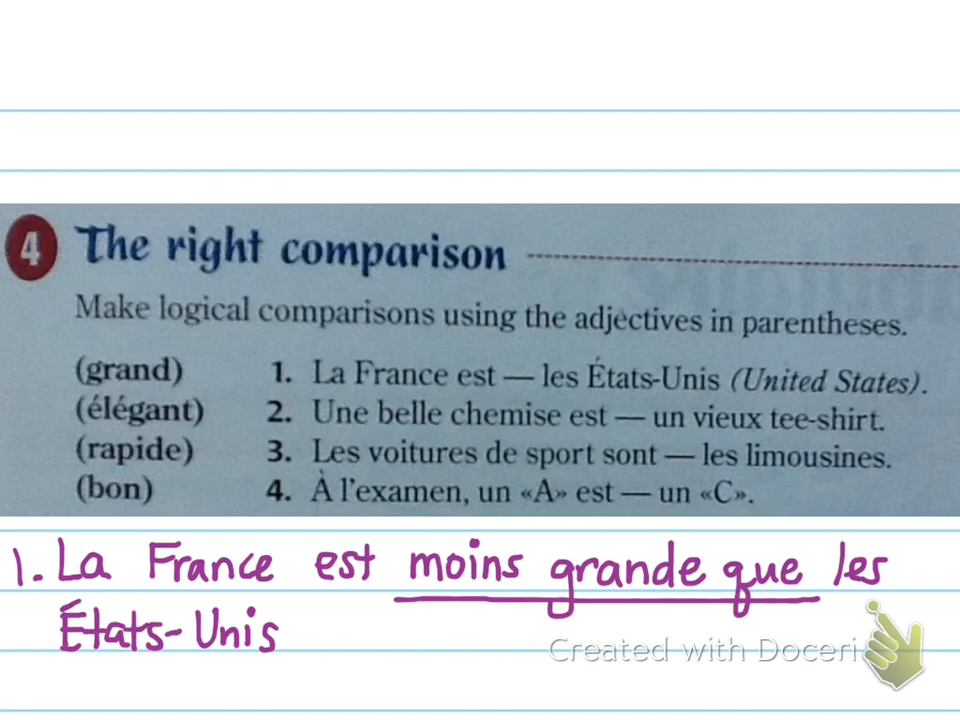 4 The right comparison
Make logical comparisons using the adjectives in parentheses.
(grand) 1. La France est — les États-Unis (United States).
(élégant) 2. Une belle chemise est — un vieux tee-shirt.
(rapide) 3. Les voitures de sport sont — les limousines.
(bon) 4. À l'examen, un «A» est — un «C».
1. La France est moins grande que les
États-Unis
Created with Doceri